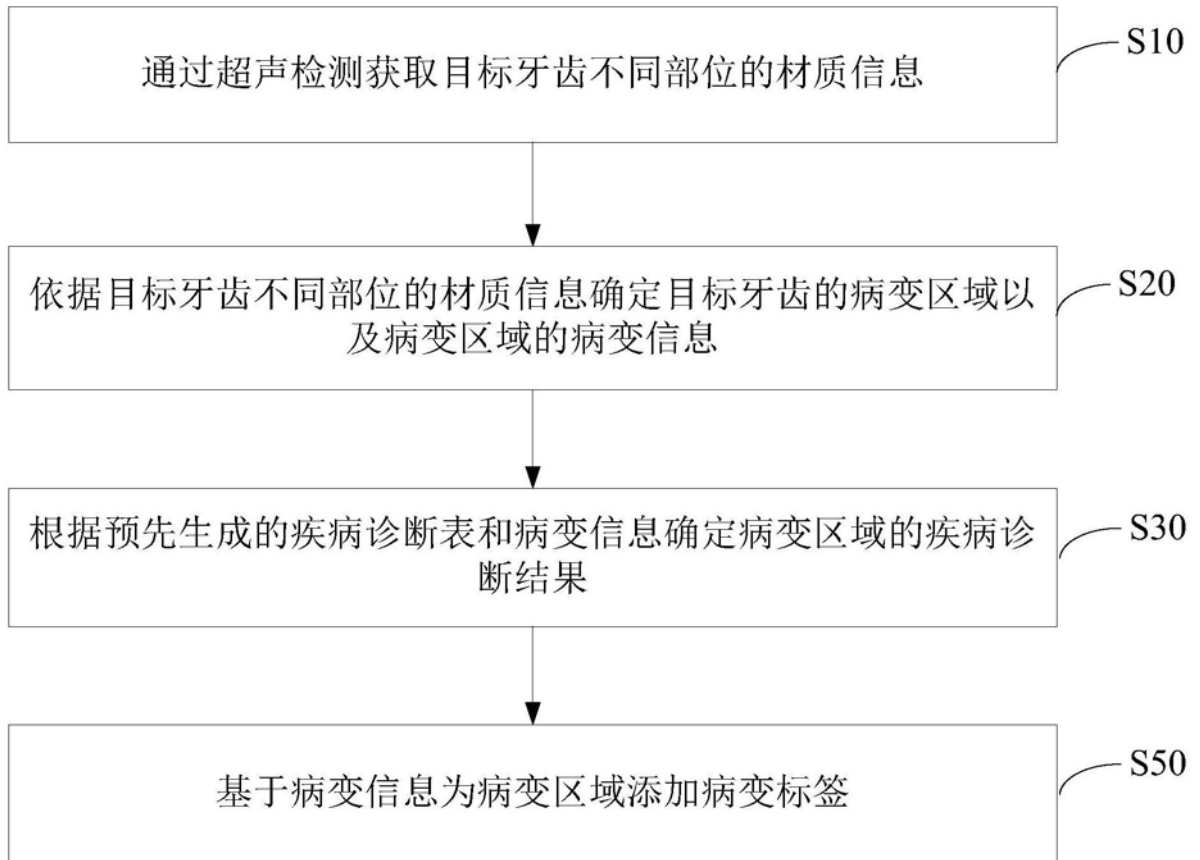 通过超声检测获取目标牙齿不同部位的材质信息
S10
依据目标牙齿不同部位的材质信息确定目标牙齿的病变区域以
及病变区域的病变信息
S20
根据预先生成的疾病诊断表和病变信息确定病变区域的疾病诊
断结果
S30
基于病变信息为病变区域添加病变标签
S50